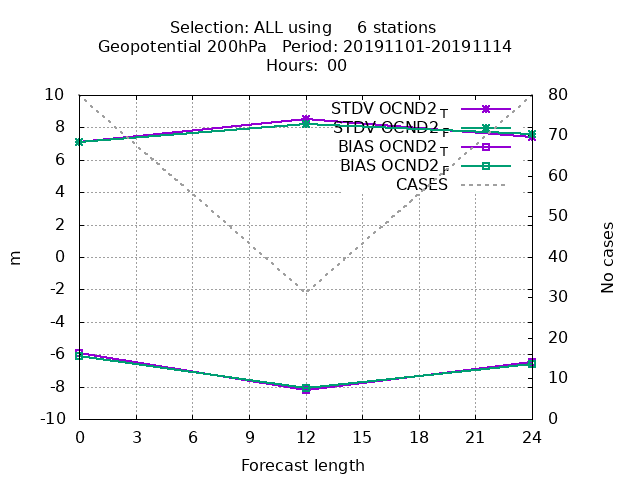 Selection: ALL using 6 stations
Geopotential 200hPa Period: 20191101-20191114
Hours: 00
10
8
6
4
2
0
-2
-4
-6
-8
-10
m
STDV OCND2T
STDV OCND2F
BIAS OCND2T
BIAS OCND2F
CASES
80
70
60
50
40
30
20
10
0
No cases
0 3 6 9 12 15 18 21 24
Forecast length